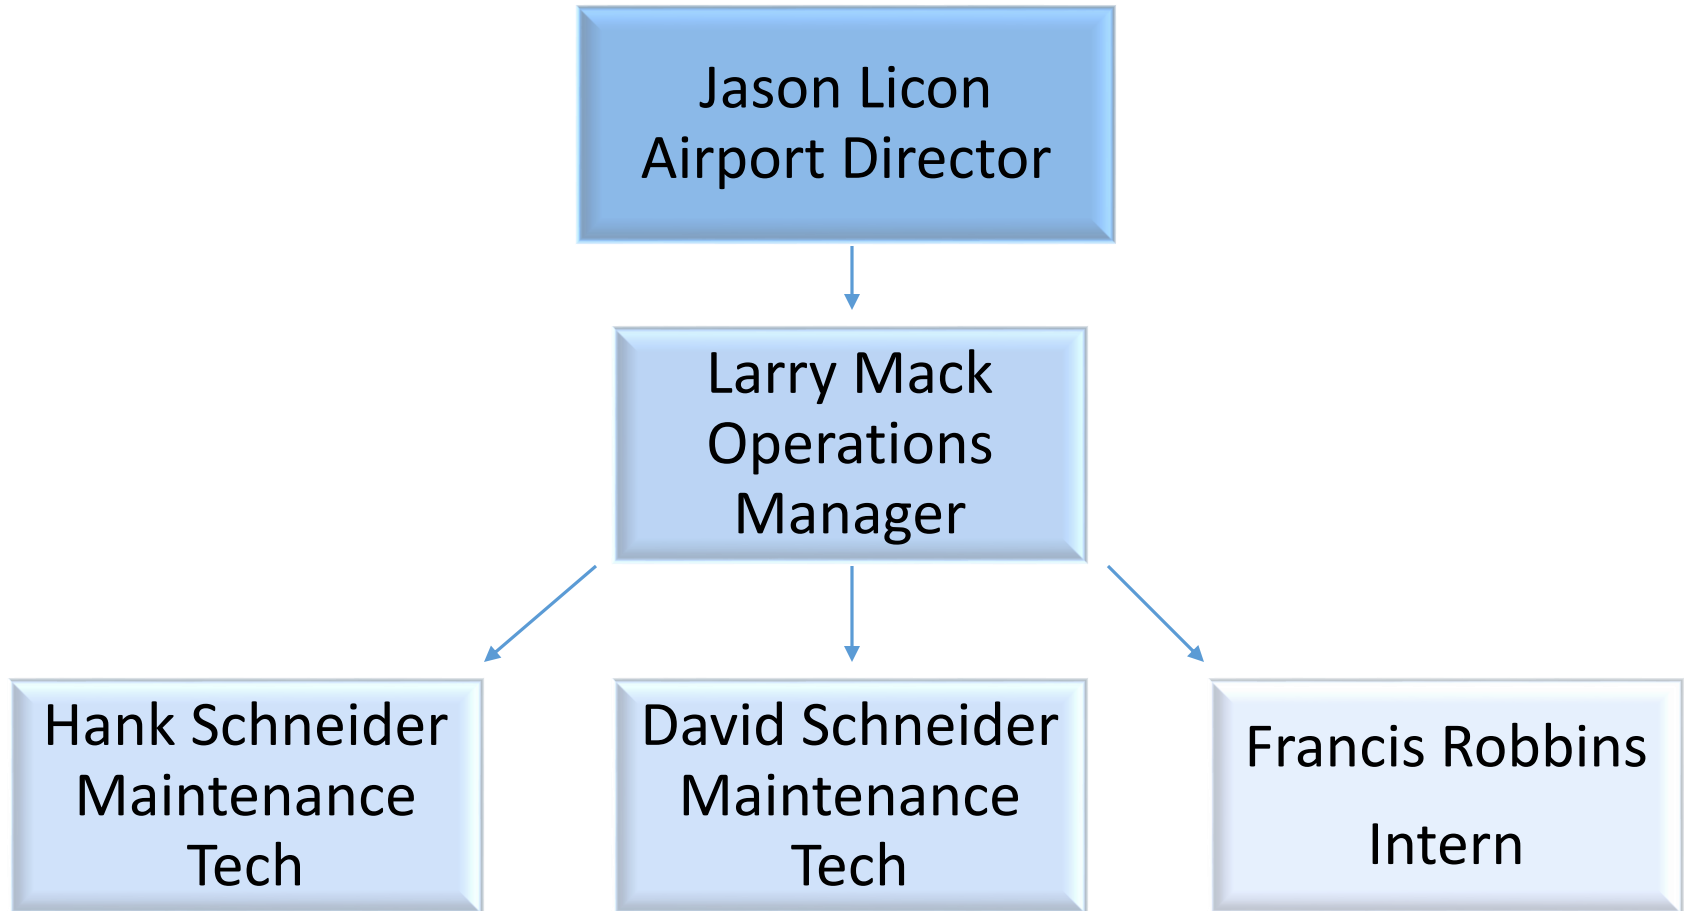 Jason Licon
Airport Director
Larry Mack
Operations
Manager
Hank Schneider
Maintenance
Tech
David Schneider
Maintenance
Tech
Francis Robbins
Intern